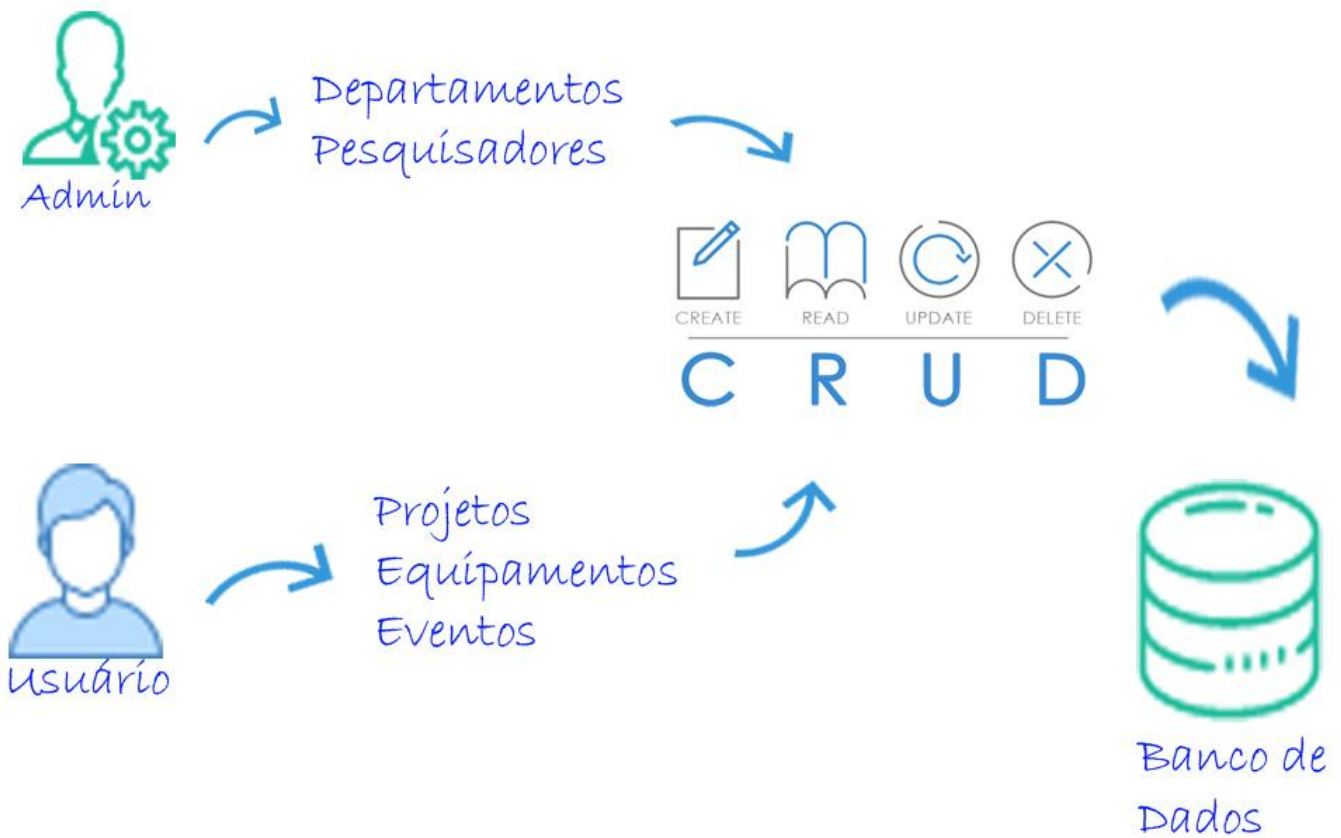 Departamentos
Pesquisadores
Admin
CREATE READ UPDATE DELETE
C R U D
Projetos
Equipamentos
Eventos
Usuário
Banco de
Dados